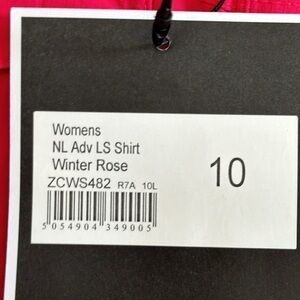 Womens
NL Adv LS Shirt
Winter Rose
ZCWS482 R7A 10L
10
5 054904 349005